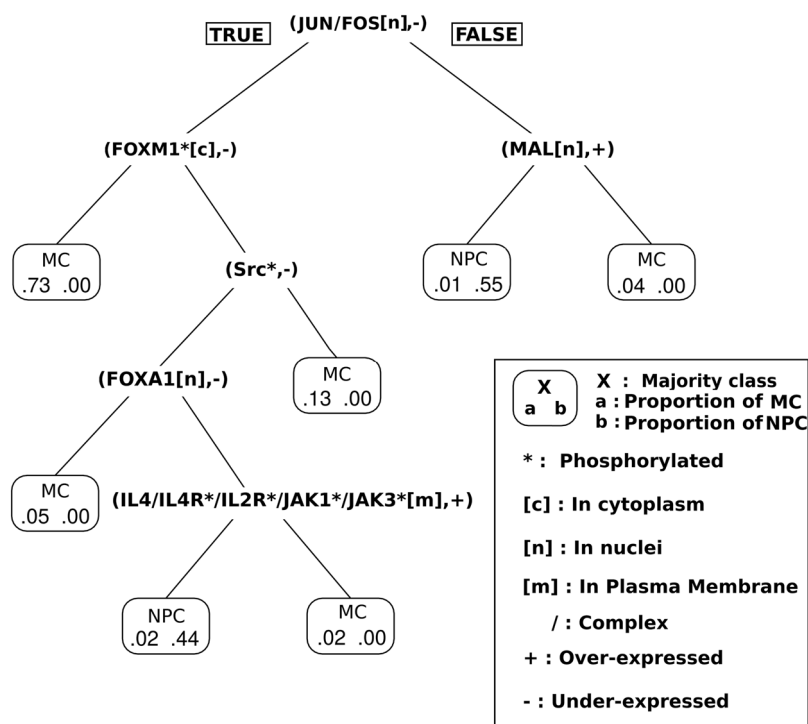 (JUN/FOS[n],-)
TRUE
FALSE
(FOXM1*[c],-)
(MAL[n],+)
MC
.73 .00
(Src*,-)
NPC
.01 .55
MC
.04 .00
(FOXA1[n],-)
MC
.13 .00
MC
.05 .00
(IL4/IL4R*/IL2R*/JAK1*/JAK3*[m],+)
NPC
.02 .44
MC
.02 .00
X
a b
X : Majority class
a : Proportion of MC
b : Proportion of NPC
* : Phosphorylated
[c] : In cytoplasm
[n] : In nuclei
[m] : In Plasma Membrane
/ : Complex
+ : Over-expressed
- : Under-expressed